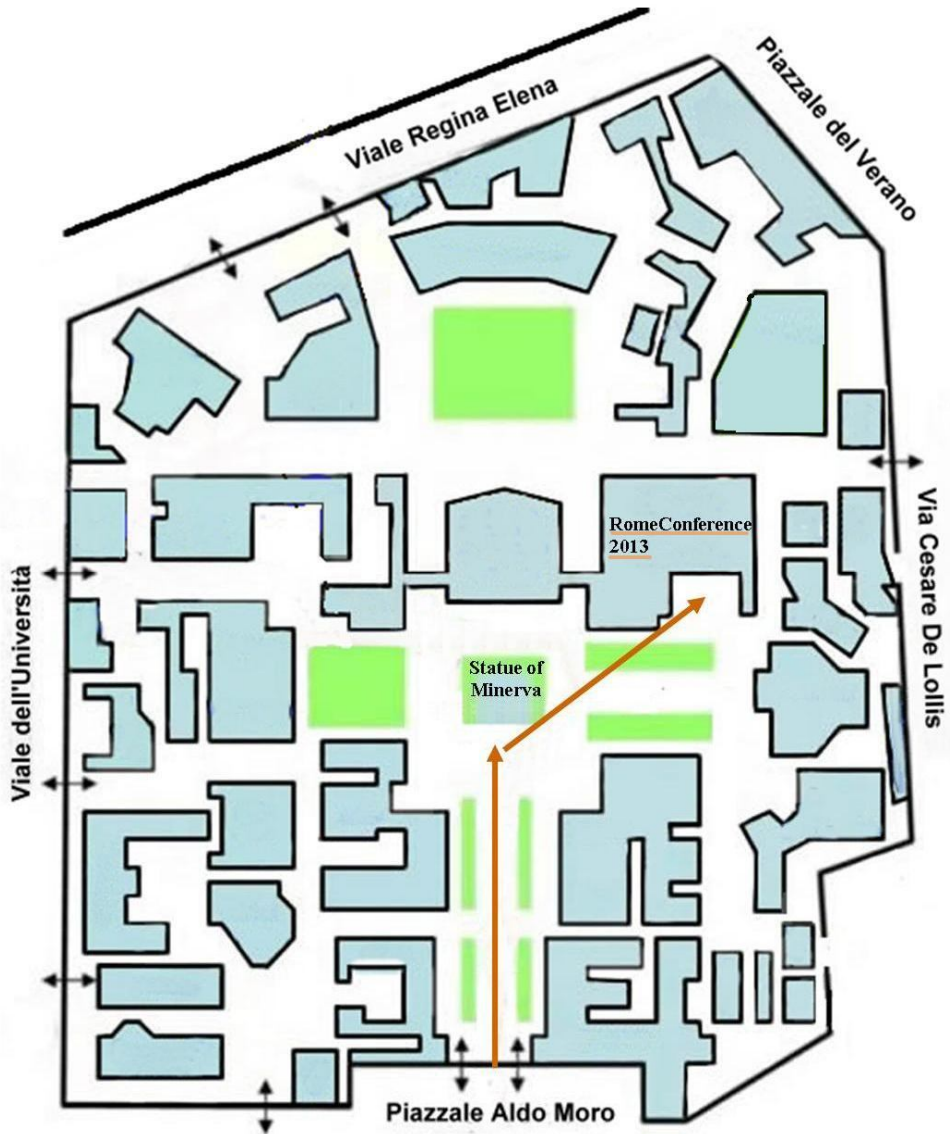 Viale Regina Elena
Piazzale del Verano
RomeConference
2013
Via Cesare De Lollis
Viale dell'Università
Statue of
Minerva
Piazzale Aldo Moro